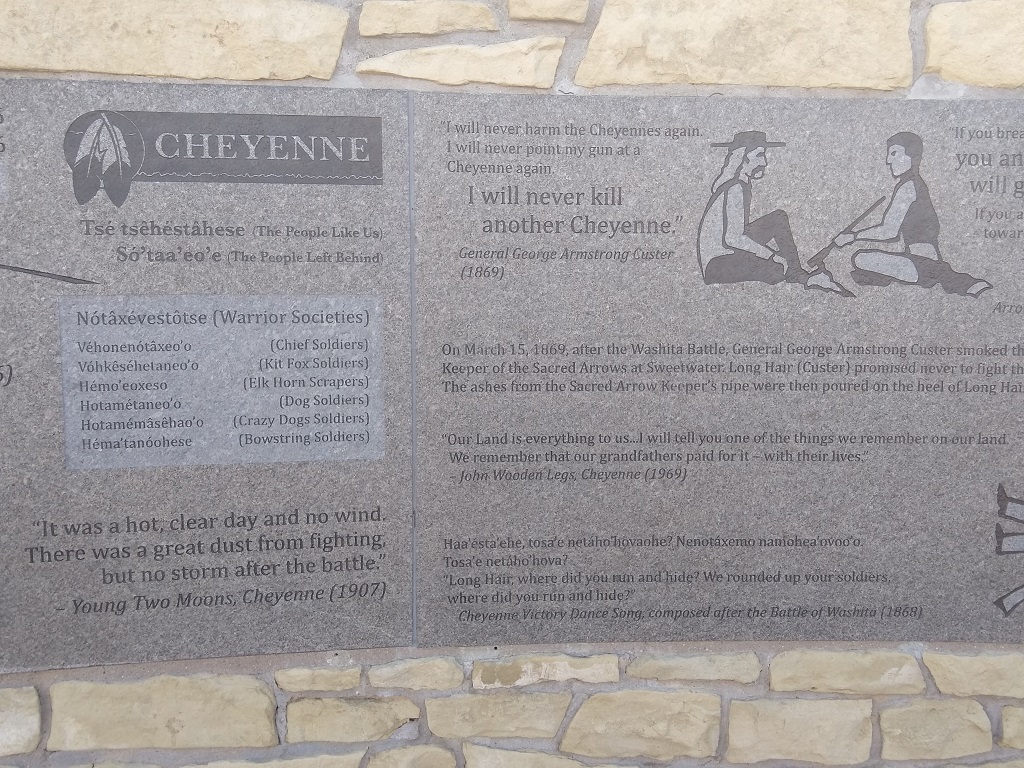 CHEYENNE
Tsé tsêhéstâhese (The People Like Us)
Só'taa'eo'e (The People Left Behind)
Nótâxévestôtse (Warrior Societies)
Véhonenótâxeo'o (Chief Soldiers)
Vóhkêséhetaneo'o (Kit Fox Soldiers)
Hémo'eoxeso (Elk Horn Scrapers)
Hotamétaneo'o (Dog Soldiers)
Hotamémâsêhao'o (Crazy Dogs Soldiers)
Héma'tanóohese (Bowstring Soldiers)
"It was a hot, clear day and no wind.
There was a great dust from fighting,
but no storm after the battle."
– Young Two Moons, Cheyenne (1907)
"I will never harm the Cheyennes again.
I will never point my gun at a
Cheyenne again.
I will never kill
another Cheyenne."
General George Armstrong Custer
(1869)
"If you brea
you an
will g
If you a
towar
Arro
On March 15, 1869, after the Washita Battle, General George Armstrong Custer smoked th
Keeper of the Sacred Arrows at Sweetwater. Long Hair (Custer) promised never to fight th
The ashes from the Sacred Arrow Keeper's pipe were then poured on the heel of Long Hai
"Our Land is everything to us...I will tell you one of the things we remember on our land.
We remember that our grandfathers paid for it – with their lives."
– John Wooden Legs, Cheyenne (1969)
Haa'ésta'ehe, tosa'e netáho'hovaohe? Nenotâxemo namohea'ovoo'o.
Tosa'e netáho'hova?
"Long Hair, where did you run and hide? We rounded up your soldiers,
where did you run and hide?"
Cheyenne Victory Dance Song, composed after the Battle of Washita (1868)